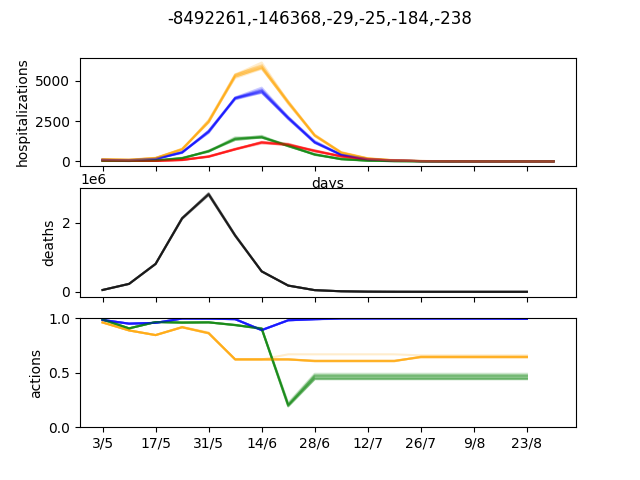 -8492261,-146368,-29,-25,-184,-238
hospitalizations
5000
2500
0
days
1e6
deaths
2
0
actions
1.0
0.5
0.0
3/5 17/5 31/5 14/6 28/6 12/7 26/7 9/8 23/8